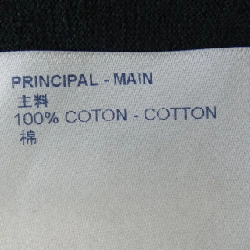 PRINCIPAL - MAIN
主料
100% COTON - COTTON
棉